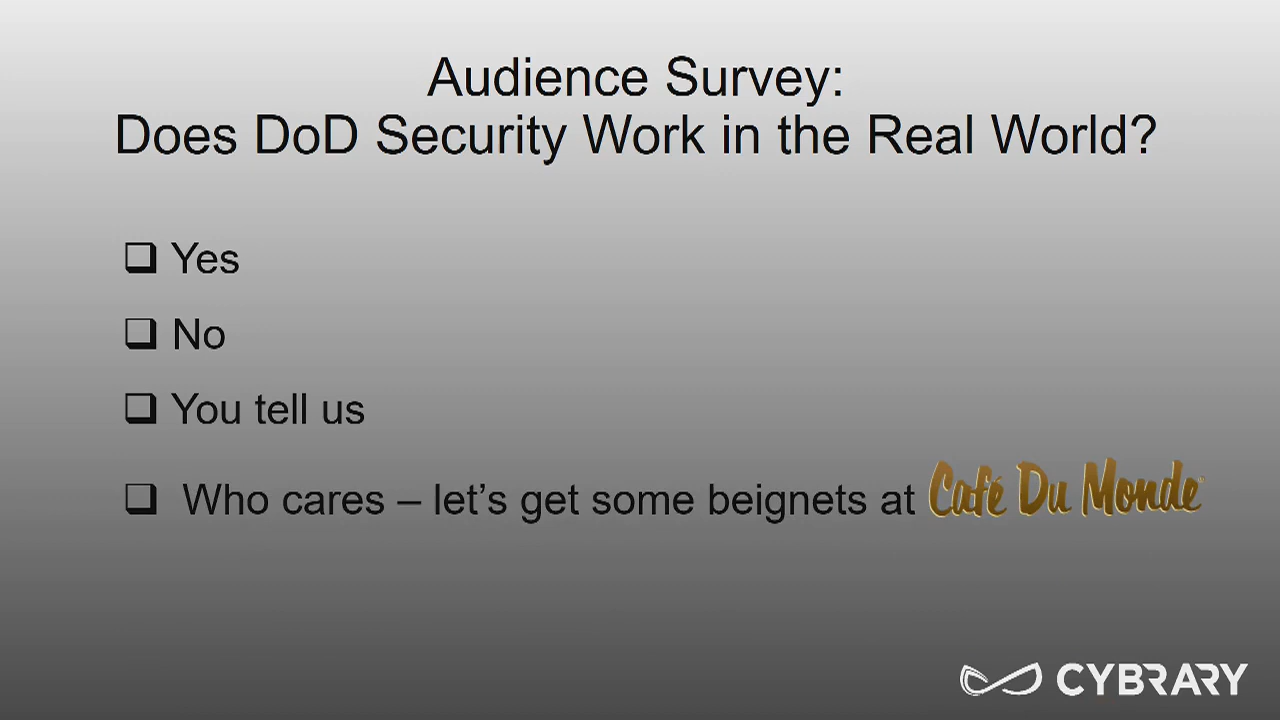 Audience Survey:
Does DoD Security Work in the Real World?
Yes
No
You tell us
Who cares – let’s get some beignets at Café Du Monde
CYBRARY